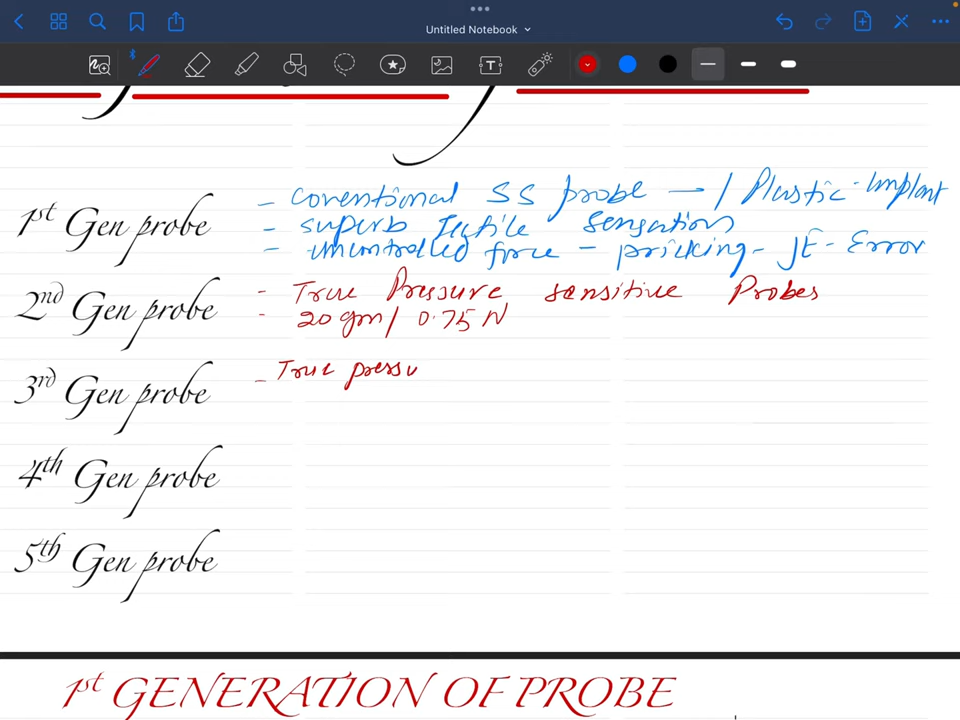 Untitled Notebook
1st Gen probe
- coventional SS probe → / Plastic - Implant
- superb Tectile sensation
- uncontrolled force - pricking - JE - Error
2nd Gen probe
- True Pressure sensitive Probes
- 20 gm / 0.75 N
3rd Gen probe
- True pressu
4th Gen probe
5th Gen probe
1st GENERATION OF PROBE